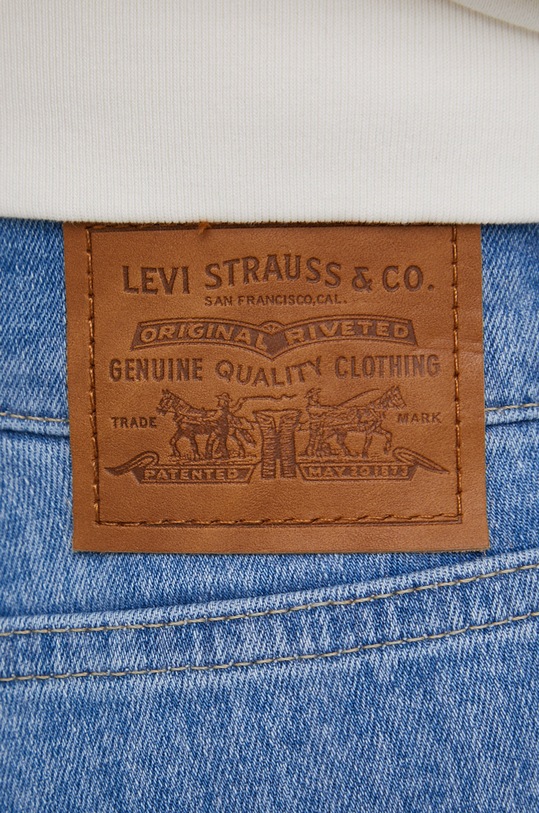 LEVI STRAUSS & CO.
SAN FRANCISCO, CAL.
ORIGINAL RIVETED
GENUINE QUALITY CLOTHING
TRADE MARK
PATENTED MAY 20 1873